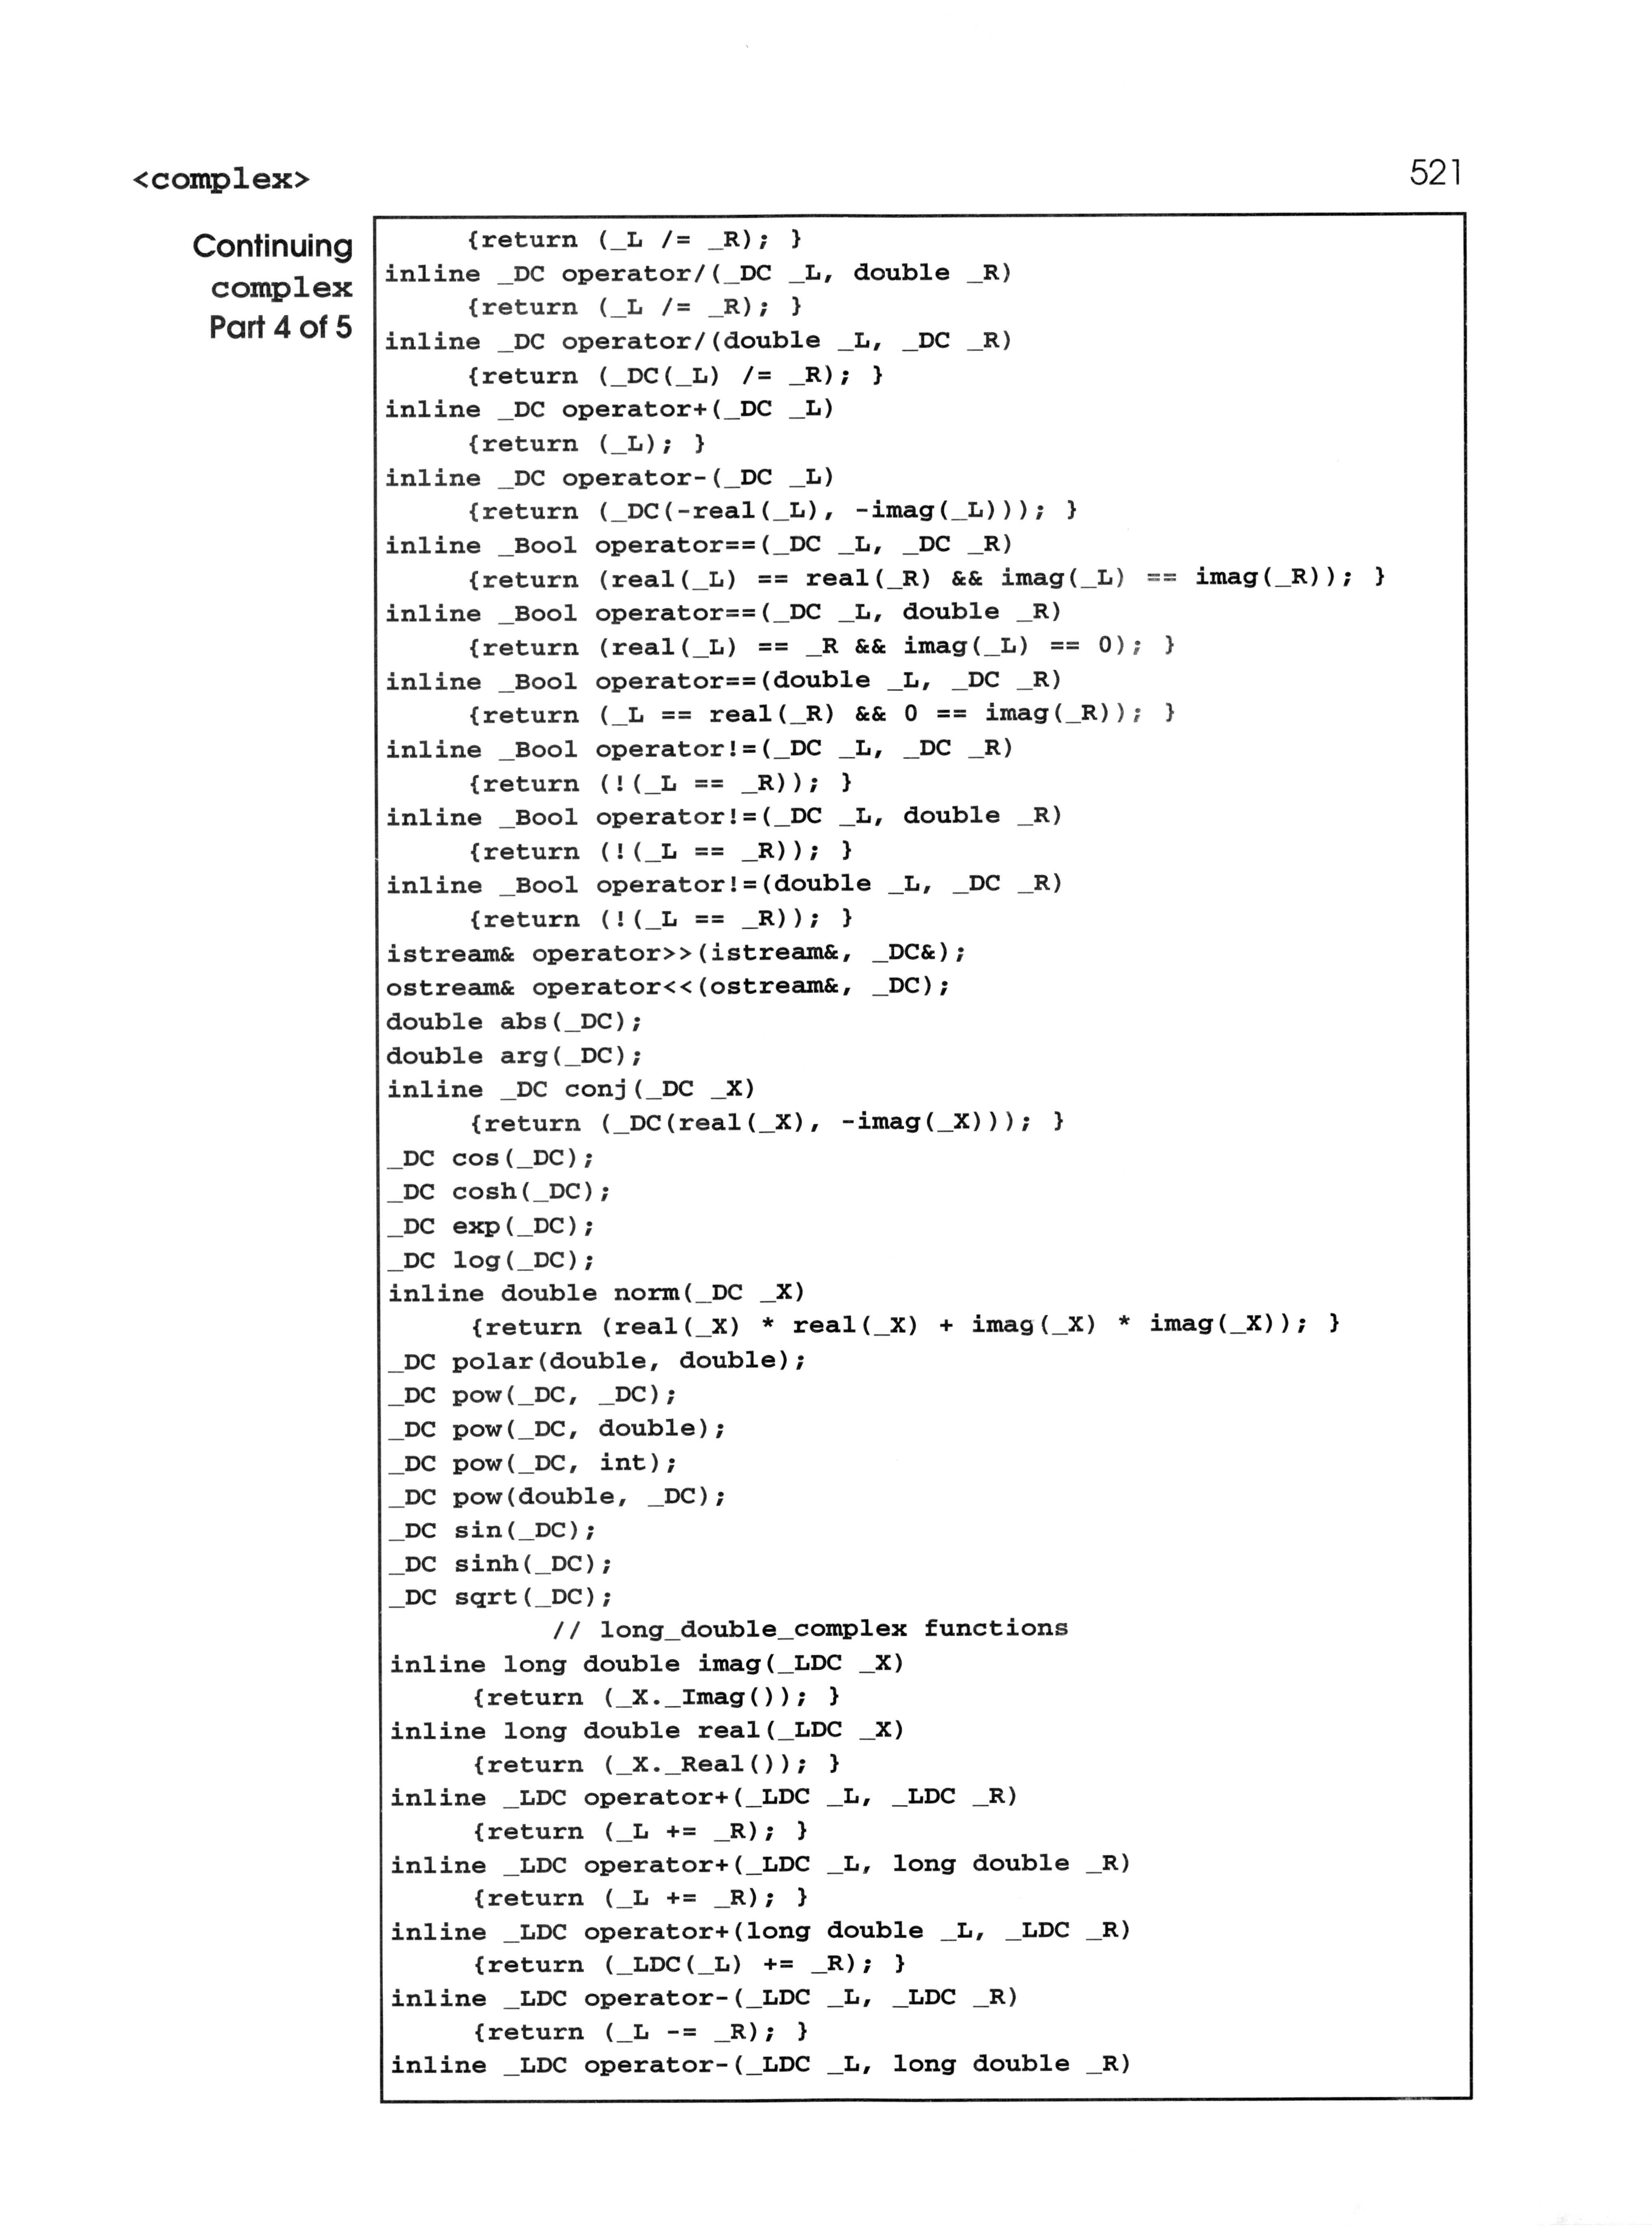 <complex>
521
Continuing
complex
Part 4 of 5
{return (_L /= _R); }
inline _DC operator/(_DC _L, double _R)
{return (_L /= _R); }
inline _DC operator/(double _L, _DC _R)
{return (_DC(_L) /= _R); }
inline _DC operator+(_DC _L)
{return (_L); }
inline _DC operator-(_DC _L)
{return (_DC(-real(_L), -imag(_L))); }
inline _Bool operator==(_DC _L, _DC _R)
{return (real(_L) == real(_R) && imag(_L) == imag(_R)); }
inline _Bool operator==(_DC _L, double _R)
{return (real(_L) == _R && imag(_L) == 0); }
inline _Bool operator==(double _L, _DC _R)
{return (_L == real(_R) && 0 == imag(_R)); }
inline _Bool operator!=(_DC _L, _DC _R)
{return (!(_L == _R)); }
inline _Bool operator!=(_DC _L, double _R)
{return (!(_L == _R)); }
inline _Bool operator!=(double _L, _DC _R)
{return (!(_L == _R)); }
istream& operator>>(istream&, _DC&);
ostream& operator<<(ostream&, _DC);
double abs(_DC);
double arg(_DC);
inline _DC conj(_DC _X)
{return (_DC(real(_X), -imag(_X))); }
_DC cos(_DC);
_DC cosh(_DC);
_DC exp(_DC);
_DC log(_DC);
inline double norm(_DC _X)
{return (real(_X) * real(_X) + imag(_X) * imag(_X)); }
_DC polar(double, double);
_DC pow(_DC, _DC);
_DC pow(_DC, double);
_DC pow(_DC, int);
_DC pow(double, _DC);
_DC sin(_DC);
_DC sinh(_DC);
_DC sqrt(_DC);
// long_double_complex functions
inline long double imag(_LDC _X)
{return (_X._Imag()); }
inline long double real(_LDC _X)
{return (_X._Real()); }
inline _LDC operator+(_LDC _L, _LDC _R)
{return (_L += _R); }
inline _LDC operator+(_LDC _L, long double _R)
{return (_L += _R); }
inline _LDC operator+(long double _L, _LDC _R)
{return (_LDC(_L) += _R); }
inline _LDC operator-(_LDC _L, _LDC _R)
{return (_L -= _R); }
inline _LDC operator-(_LDC _L, long double _R)